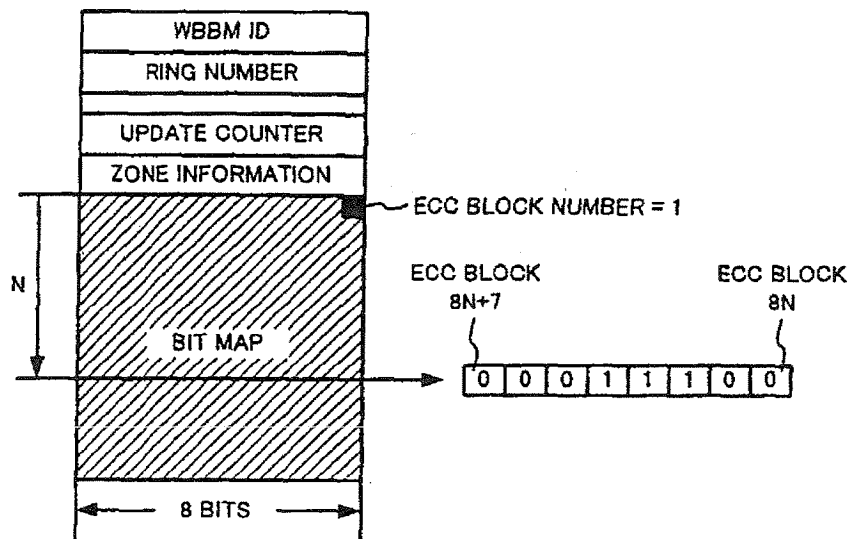 WBBM ID
RING NUMBER
UPDATE COUNTER
ZONE INFORMATION
ECC BLOCK NUMBER = 1
N
BIT MAP
ECC BLOCK
8N+7
ECC BLOCK
8N
0 0 0 1 1 1 0 0
8 BITS